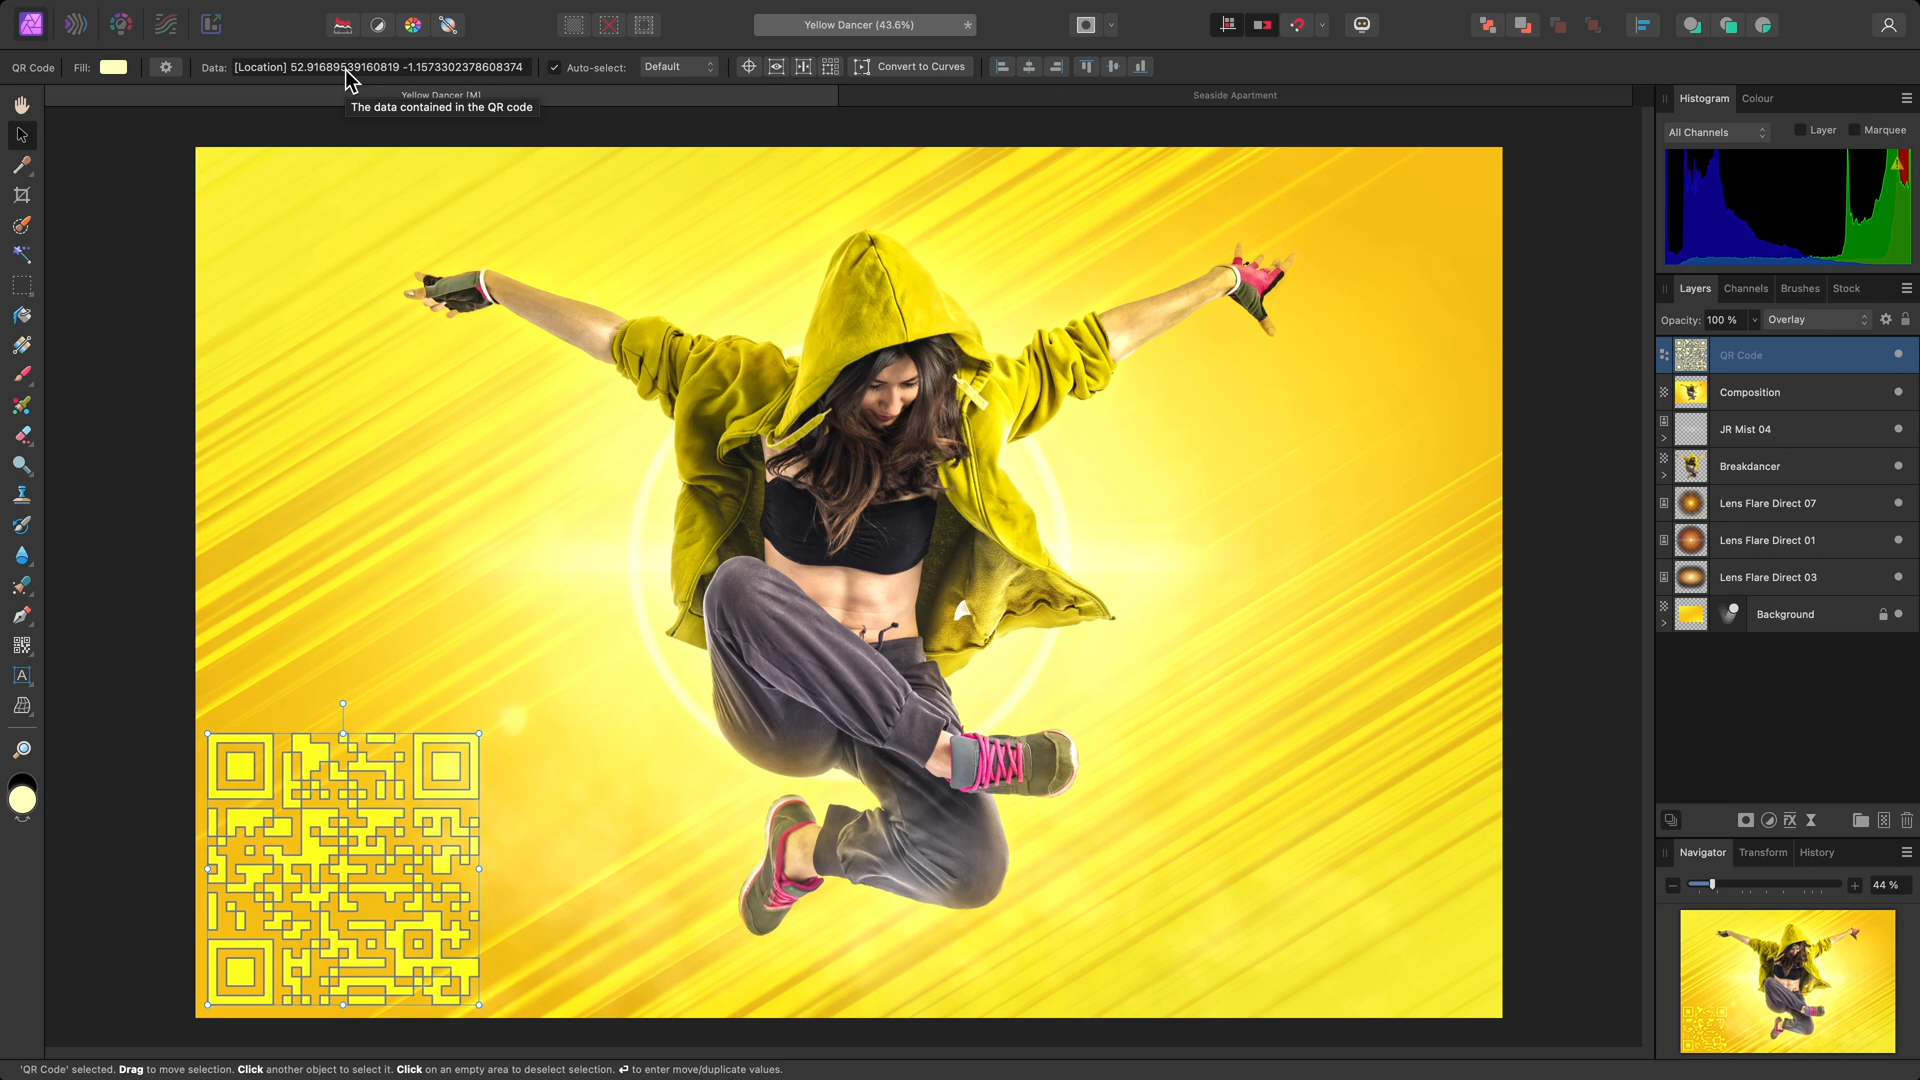 Yellow Dancer (43.6%)
*
QR Code
Fill:
Data:
[Location] 52.91689539160819 -1.1573302378608374
Auto-select:
Default
Convert to Curves
Yellow Dancer [M]
Seaside Apartment
The data contained in the QR code
Histogram
Colour
All Channels
Layer
Marquee
Layers
Channels
Brushes
Stock
Opacity:
100 %
Overlay
QR Code
Composition
JR Mist 04
Breakdancer
Lens Flare Direct 07
Lens Flare Direct 01
Lens Flare Direct 03
Background
Navigator
Transform
History
44 %
'QR Code' selected. Drag to move selection. Click another object to select it. Click on an empty area to deselect selection. ⏎ to enter move/duplicate values.